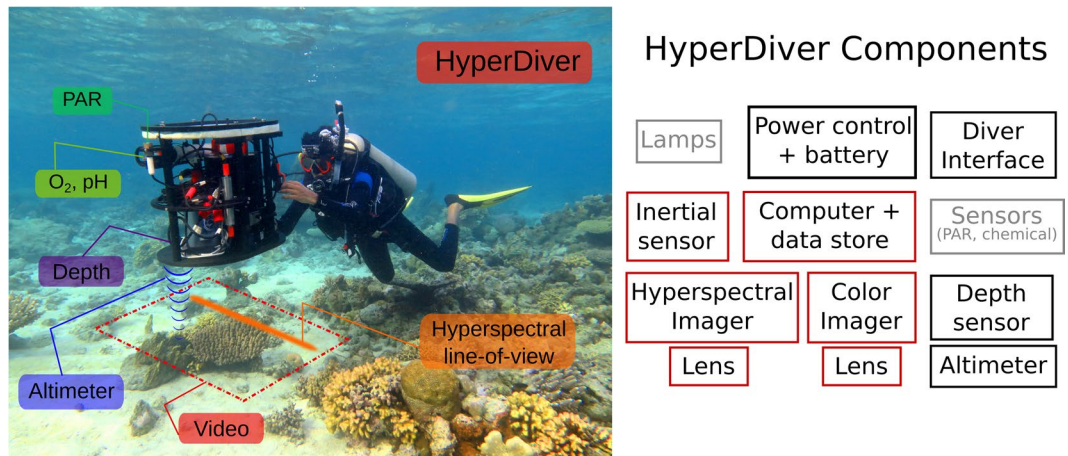 HyperDiver
PAR
O₂, pH
Depth
Hyperspectral
line-of-view
Altimeter
Video
HyperDiver Components
Lamps
Power control
+ battery
Diver
Interface
Inertial
sensor
Computer +
data store
Sensors
(PAR, chemical)
Hyperspectral
Imager
Color
Imager
Depth
sensor
Lens
Lens
Altimeter